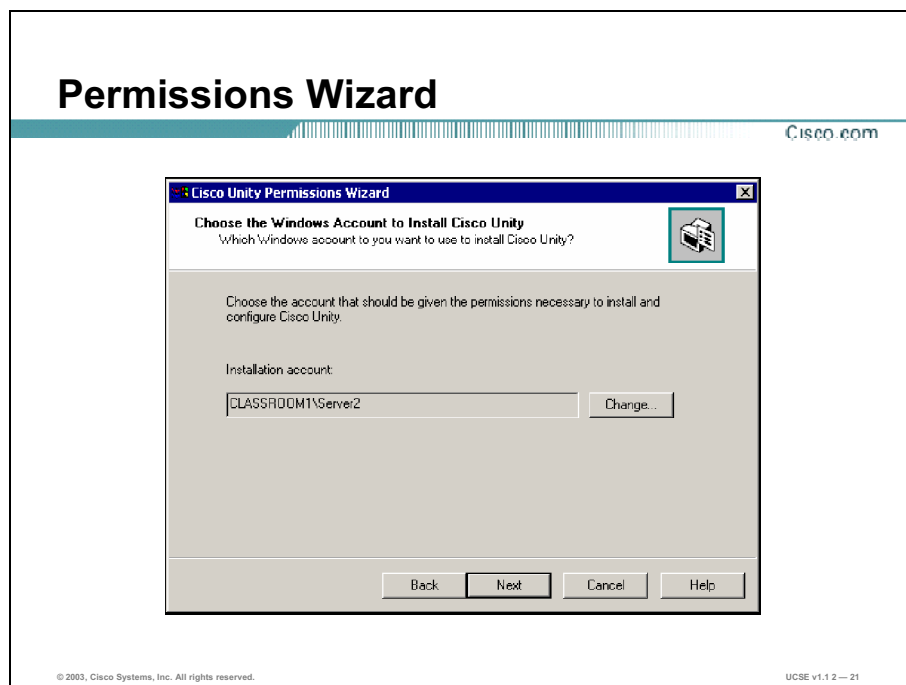 Permissions Wizard
Cisco.com
Cisco Unity Permissions Wizard
Choose the Windows Account to Install Cisco Unity
Which Windows account to you want to use to install Cisco Unity?
Choose the account that should be given the permissions necessary to install and
configure Cisco Unity.
Installation account:
CLASSROOM1\Server2
Change...
Back
Next
Cancel
Help
© 2003, Cisco Systems, Inc. All rights reserved.
UCSE v1.1 2 — 21